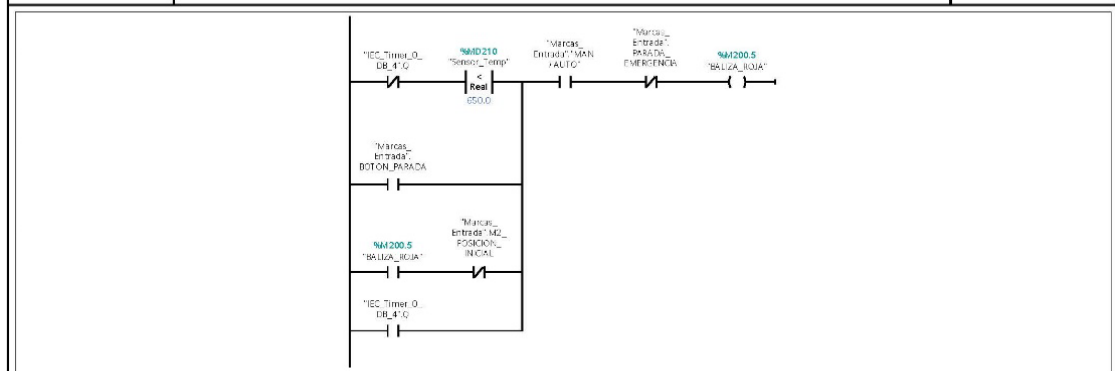 "IEC_Timer_0_
DB_4".Q
%MD210
"Sensor_Temp"
<
Real
650.0
"Marcas_
Entrada"."MAN
/AUTO"
"Marcas_
Entrada".
PARADA_
EMERGENCIA
%M200.5
"BALIZA_ROJA"
"Marcas_
Entrada".
BOTON_PARADA
%M200.5
"BALIZA_ROJA"
"Marcas_
Entrada".M2_
POSICION_
INICIAL
"IEC_Timer_0_
DB_4".Q